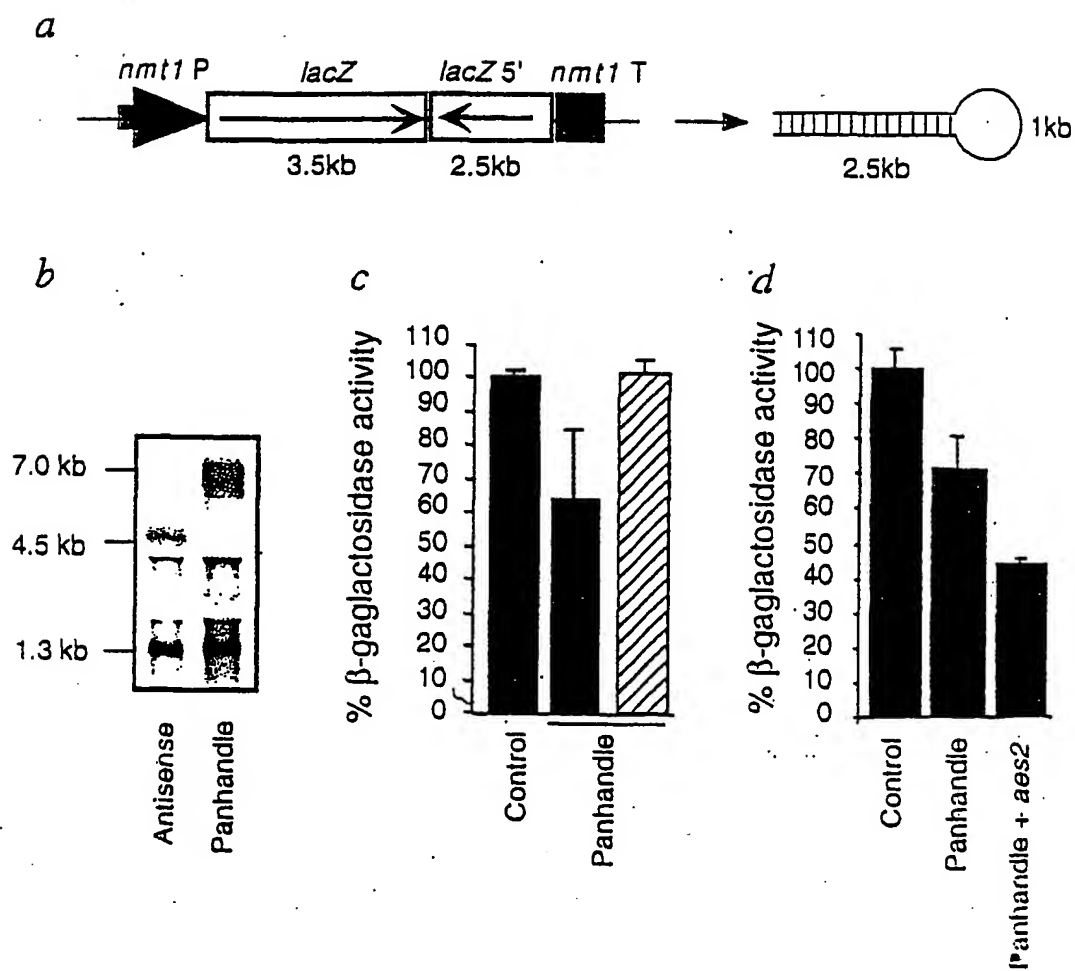 a
nmt1 P lacZ lacZ 5' nmt1 T
3.5kb 2.5kb
2.5kb
1kb
b
7.0 kb
4.5 kb
1.3 kb
Antisense
Panhandle
c
% β-gaglactosidase activity
110
100
90
80
70
60
50
40
30
20
10
0
Control
Panhandle
d
% β-gaglactosidase activity
110
100
90
80
70
60
50
40
30
20
10
0
Control
Panhandle
Panhandle + aes2